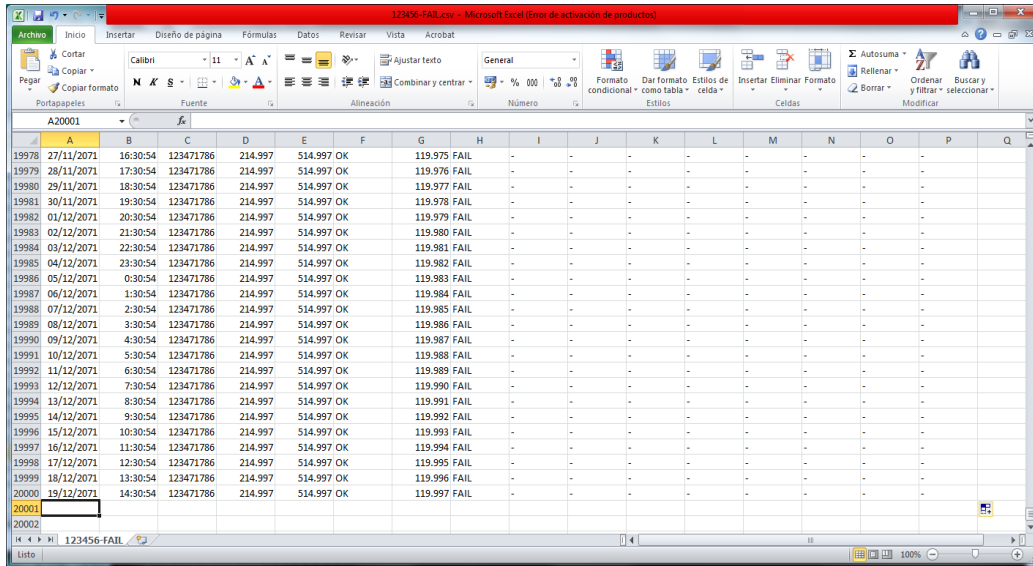 123456-FAIL.csv - Microsoft Excel (Error de activación de productos)
Archivo Inicio Insertar Diseño de página Fórmulas Datos Revisar Vista Acrobat
Pegar
Cortar
Copiar
Copiar formato
Portapapeles
Calibri 11
N K S
Fuente
Ajustar texto
Combinar y centrar
Alineación
General
% 000
Número
Formato condicional
Dar formato como tabla
Estilos de celda
Estilos
Insertar Eliminar Formato
Celdas
Autosuma
Rellenar
Borrar
Ordenar y filtrar
Buscar y seleccionar
Modificar
A20001 fx
A B C D E F G H I J K L M N O P Q
19978 27/11/2071 16:30:54 123471786 214.997 514.997 OK 119.975 FAIL - - - - - - - - -
19979 28/11/2071 17:30:54 123471786 214.997 514.997 OK 119.976 FAIL - - - - - - - - -
19980 29/11/2071 18:30:54 123471786 214.997 514.997 OK 119.977 FAIL - - - - - - - - -
19981 30/11/2071 19:30:54 123471786 214.997 514.997 OK 119.978 FAIL - - - - - - - - -
19982 01/12/2071 20:30:54 123471786 214.997 514.997 OK 119.979 FAIL - - - - - - - - -
19983 02/12/2071 21:30:54 123471786 214.997 514.997 OK 119.980 FAIL - - - - - - - - -
19984 03/12/2071 22:30:54 123471786 214.997 514.997 OK 119.981 FAIL - - - - - - - - -
19985 04/12/2071 23:30:54 123471786 214.997 514.997 OK 119.982 FAIL - - - - - - - - -
19986 05/12/2071 0:30:54 123471786 214.997 514.997 OK 119.983 FAIL - - - - - - - - -
19987 06/12/2071 1:30:54 123471786 214.997 514.997 OK 119.984 FAIL - - - - - - - - -
19988 07/12/2071 2:30:54 123471786 214.997 514.997 OK 119.985 FAIL - - - - - - - - -
19989 08/12/2071 3:30:54 123471786 214.997 514.997 OK 119.986 FAIL - - - - - - - - -
19990 09/12/2071 4:30:54 123471786 214.997 514.997 OK 119.987 FAIL - - - - - - - - -
19991 10/12/2071 5:30:54 123471786 214.997 514.997 OK 119.988 FAIL - - - - - - - - -
19992 11/12/2071 6:30:54 123471786 214.997 514.997 OK 119.989 FAIL - - - - - - - - -
19993 12/12/2071 7:30:54 123471786 214.997 514.997 OK 119.990 FAIL - - - - - - - - -
19994 13/12/2071 8:30:54 123471786 214.997 514.997 OK 119.991 FAIL - - - - - - - - -
19995 14/12/2071 9:30:54 123471786 214.997 514.997 OK 119.992 FAIL - - - - - - - - -
19996 15/12/2071 10:30:54 123471786 214.997 514.997 OK 119.993 FAIL - - - - - - - - -
19997 16/12/2071 11:30:54 123471786 214.997 514.997 OK 119.994 FAIL - - - - - - - - -
19998 17/12/2071 12:30:54 123471786 214.997 514.997 OK 119.995 FAIL - - - - - - - - -
19999 18/12/2071 13:30:54 123471786 214.997 514.997 OK 119.996 FAIL - - - - - - - - -
20000 19/12/2071 14:30:54 123471786 214.997 514.997 OK 119.997 FAIL - - - - - - - - -
20001
20002
123456-FAIL
Listo 100%